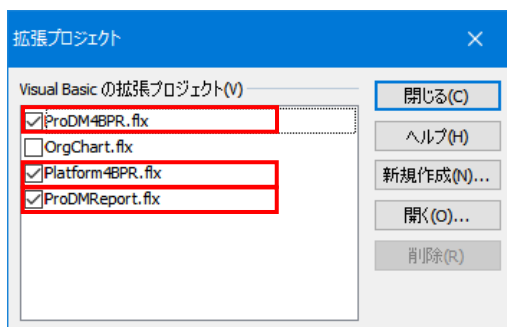 拡張プロジェクト
Visual Basic の拡張プロジェクト(V)
ProDM4BPR.flx
OrgChart.flx
Platform4BPR.flx
ProDMReport.flx
閉じる(C)
ヘルプ(H)
新規作成(N)...
開く(O)...
削除(R)